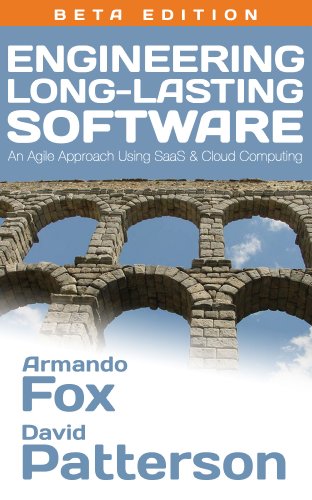 BETA EDITION
ENGINEERING
LONG-LASTING
SOFTWARE
An Agile Approach Using SaaS & Cloud Computing
Armando
Fox
David
Patterson